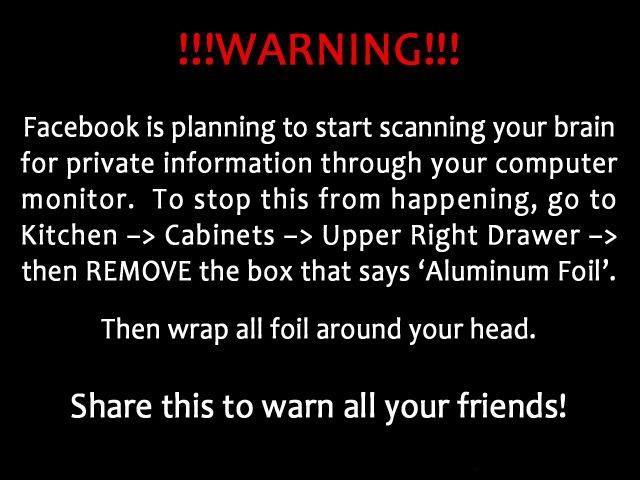 !!!WARNING!!!
Facebook is planning to start scanning your brain
for private information through your computer
monitor. To stop this from happening, go to
Kitchen –> Cabinets –> Upper Right Drawer –>
then REMOVE the box that says ‘Aluminum Foil’.
Then wrap all foil around your head.
Share this to warn all your friends!